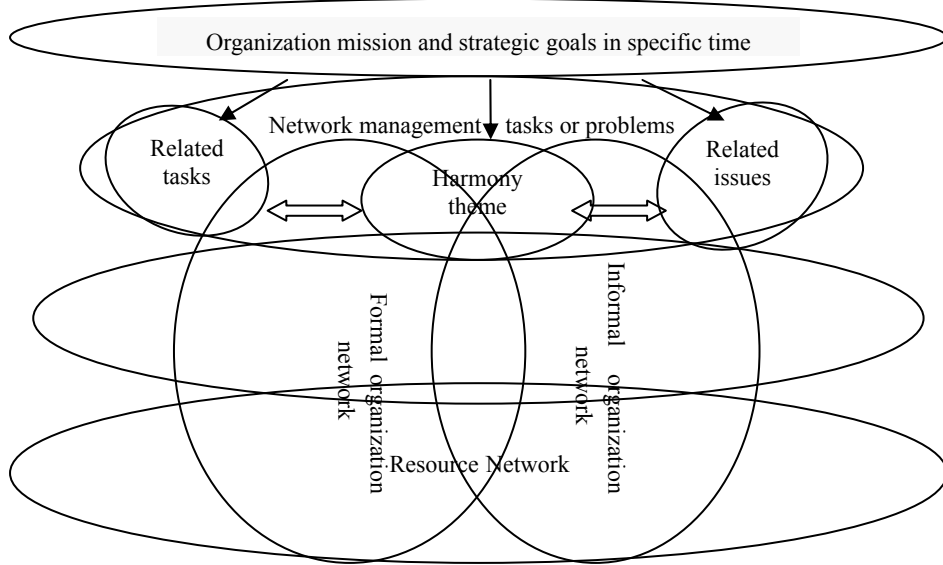 Organization mission and strategic goals in specific time
Network management tasks or problems
Related
tasks
Harmony
theme
Related
issues
Formal organization
network
Informal organization
network
Resource Network